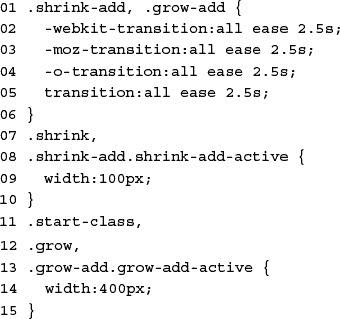 01 .shrink-add, .grow-add {
02   -webkit-transition:all ease 2.5s;
03   -moz-transition:all ease 2.5s;
04   -o-transition:all ease 2.5s;
05   transition:all ease 2.5s;
06 }
07 .shrink,
08 .shrink-add.shrink-add-active {
09   width:100px;
10 }
11 .start-class,
12 .grow,
13 .grow-add.grow-add-active {
14   width:400px;
15 }